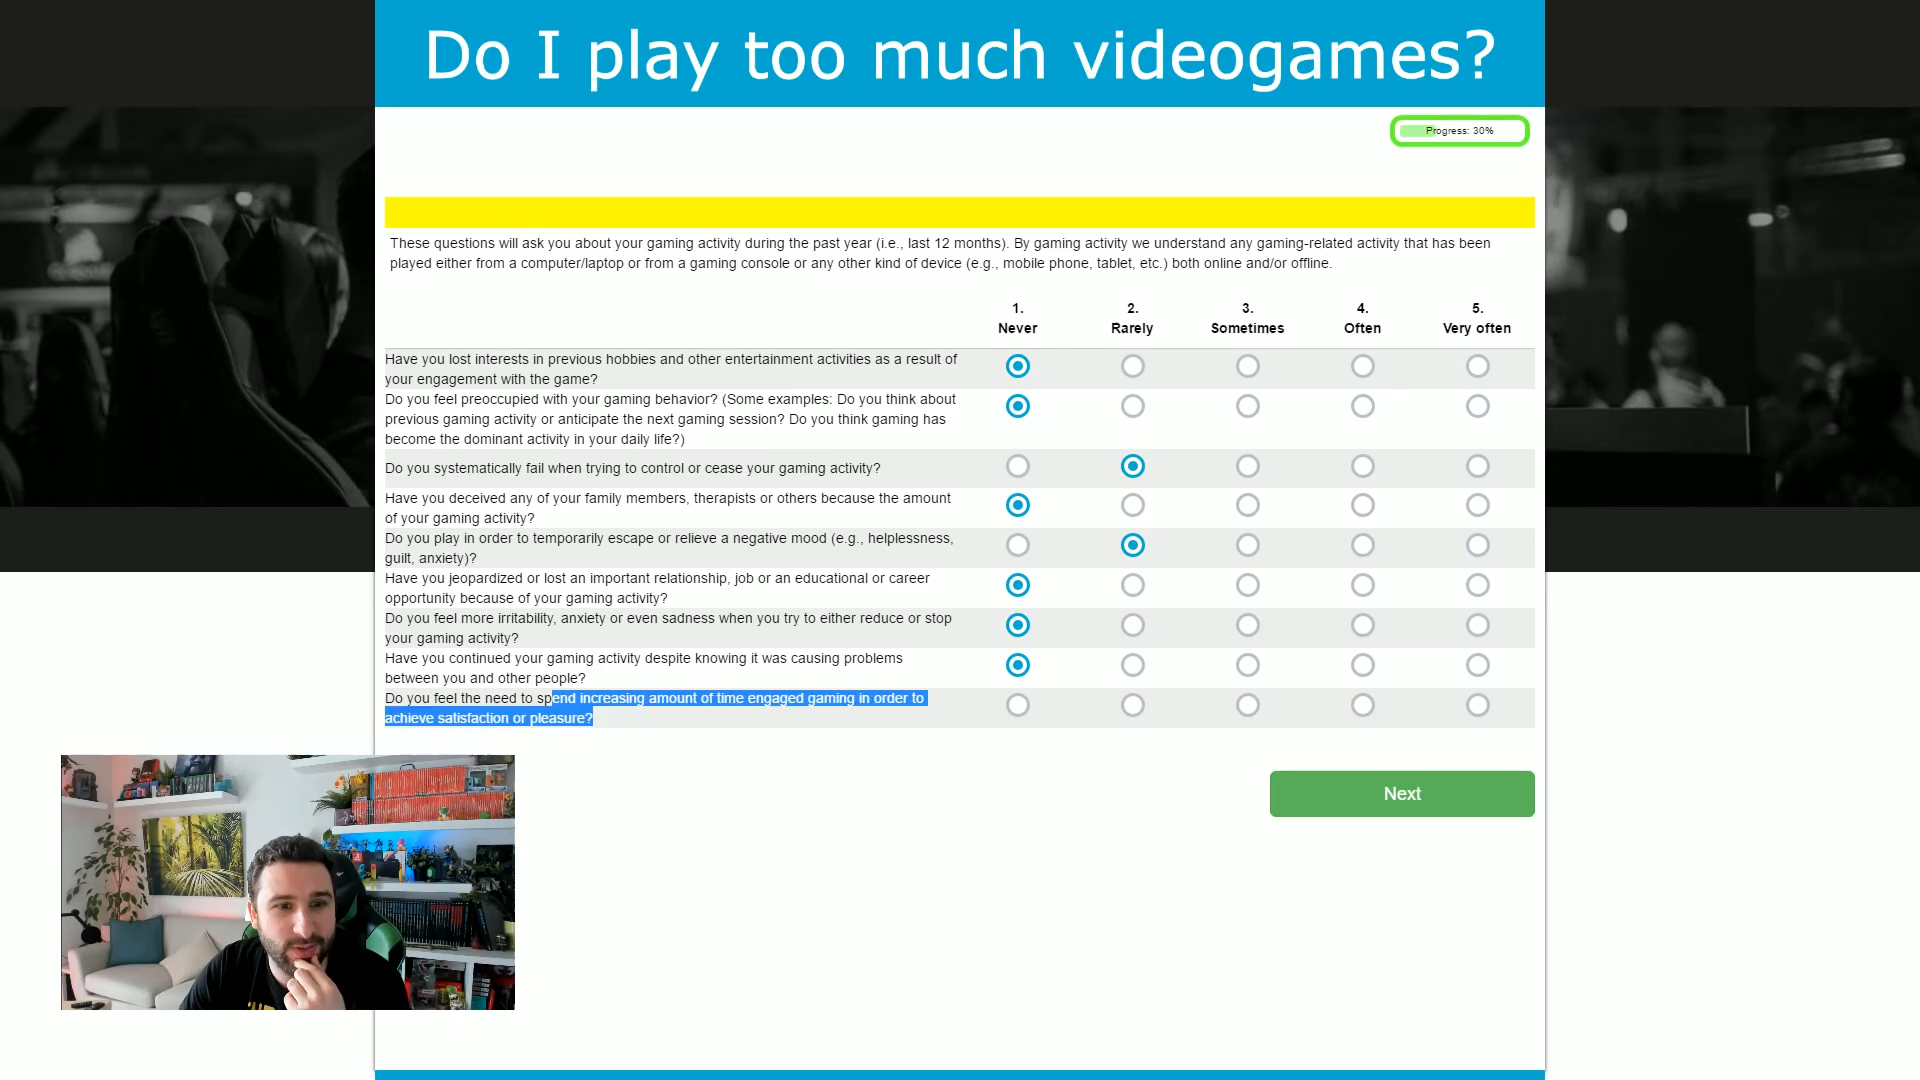 Do I play too much videogames?
Progress: 30%
These questions will ask you about your gaming activity during the past year (i.e., last 12 months). By gaming activity we understand any gaming-related activity that has been
played either from a computer/laptop or from a gaming console or any other kind of device (e.g., mobile phone, tablet, etc.) both online and/or offline.
1. 2. 3. 4. 5.
Never Rarely Sometimes Often Very often
Have you lost interests in previous hobbies and other entertainment activities as a result of
your engagement with the game?
Do you feel preoccupied with your gaming behavior? (Some examples: Do you think about
previous gaming activity or anticipate the next gaming session? Do you think gaming has
become the dominant activity in your daily life?)
Do you systematically fail when trying to control or cease your gaming activity?
Have you deceived any of your family members, therapists or others because the amount
of your gaming activity?
Do you play in order to temporarily escape or relieve a negative mood (e.g., helplessness,
guilt, anxiety)?
Have you jeopardized or lost an important relationship, job or an educational or career
opportunity because of your gaming activity?
Do you feel more irritability, anxiety or even sadness when you try to either reduce or stop
your gaming activity?
Have you continued your gaming activity despite knowing it was causing problems
between you and other people?
Do you feel the need to spend increasing amount of time engaged gaming in order to
achieve satisfaction or pleasure?
Next